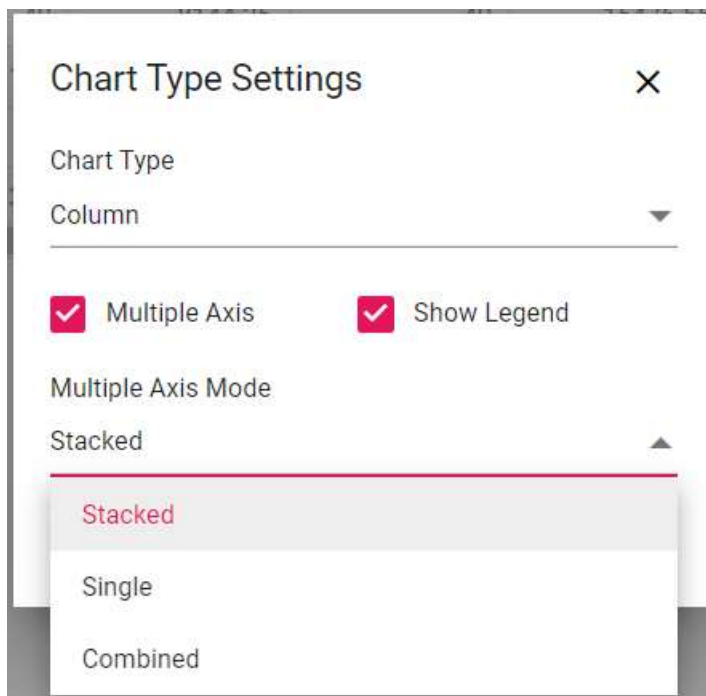 Chart Type Settings
Chart Type
Column
Multiple Axis Show Legend
Multiple Axis Mode
Stacked
Stacked
Single
Combined